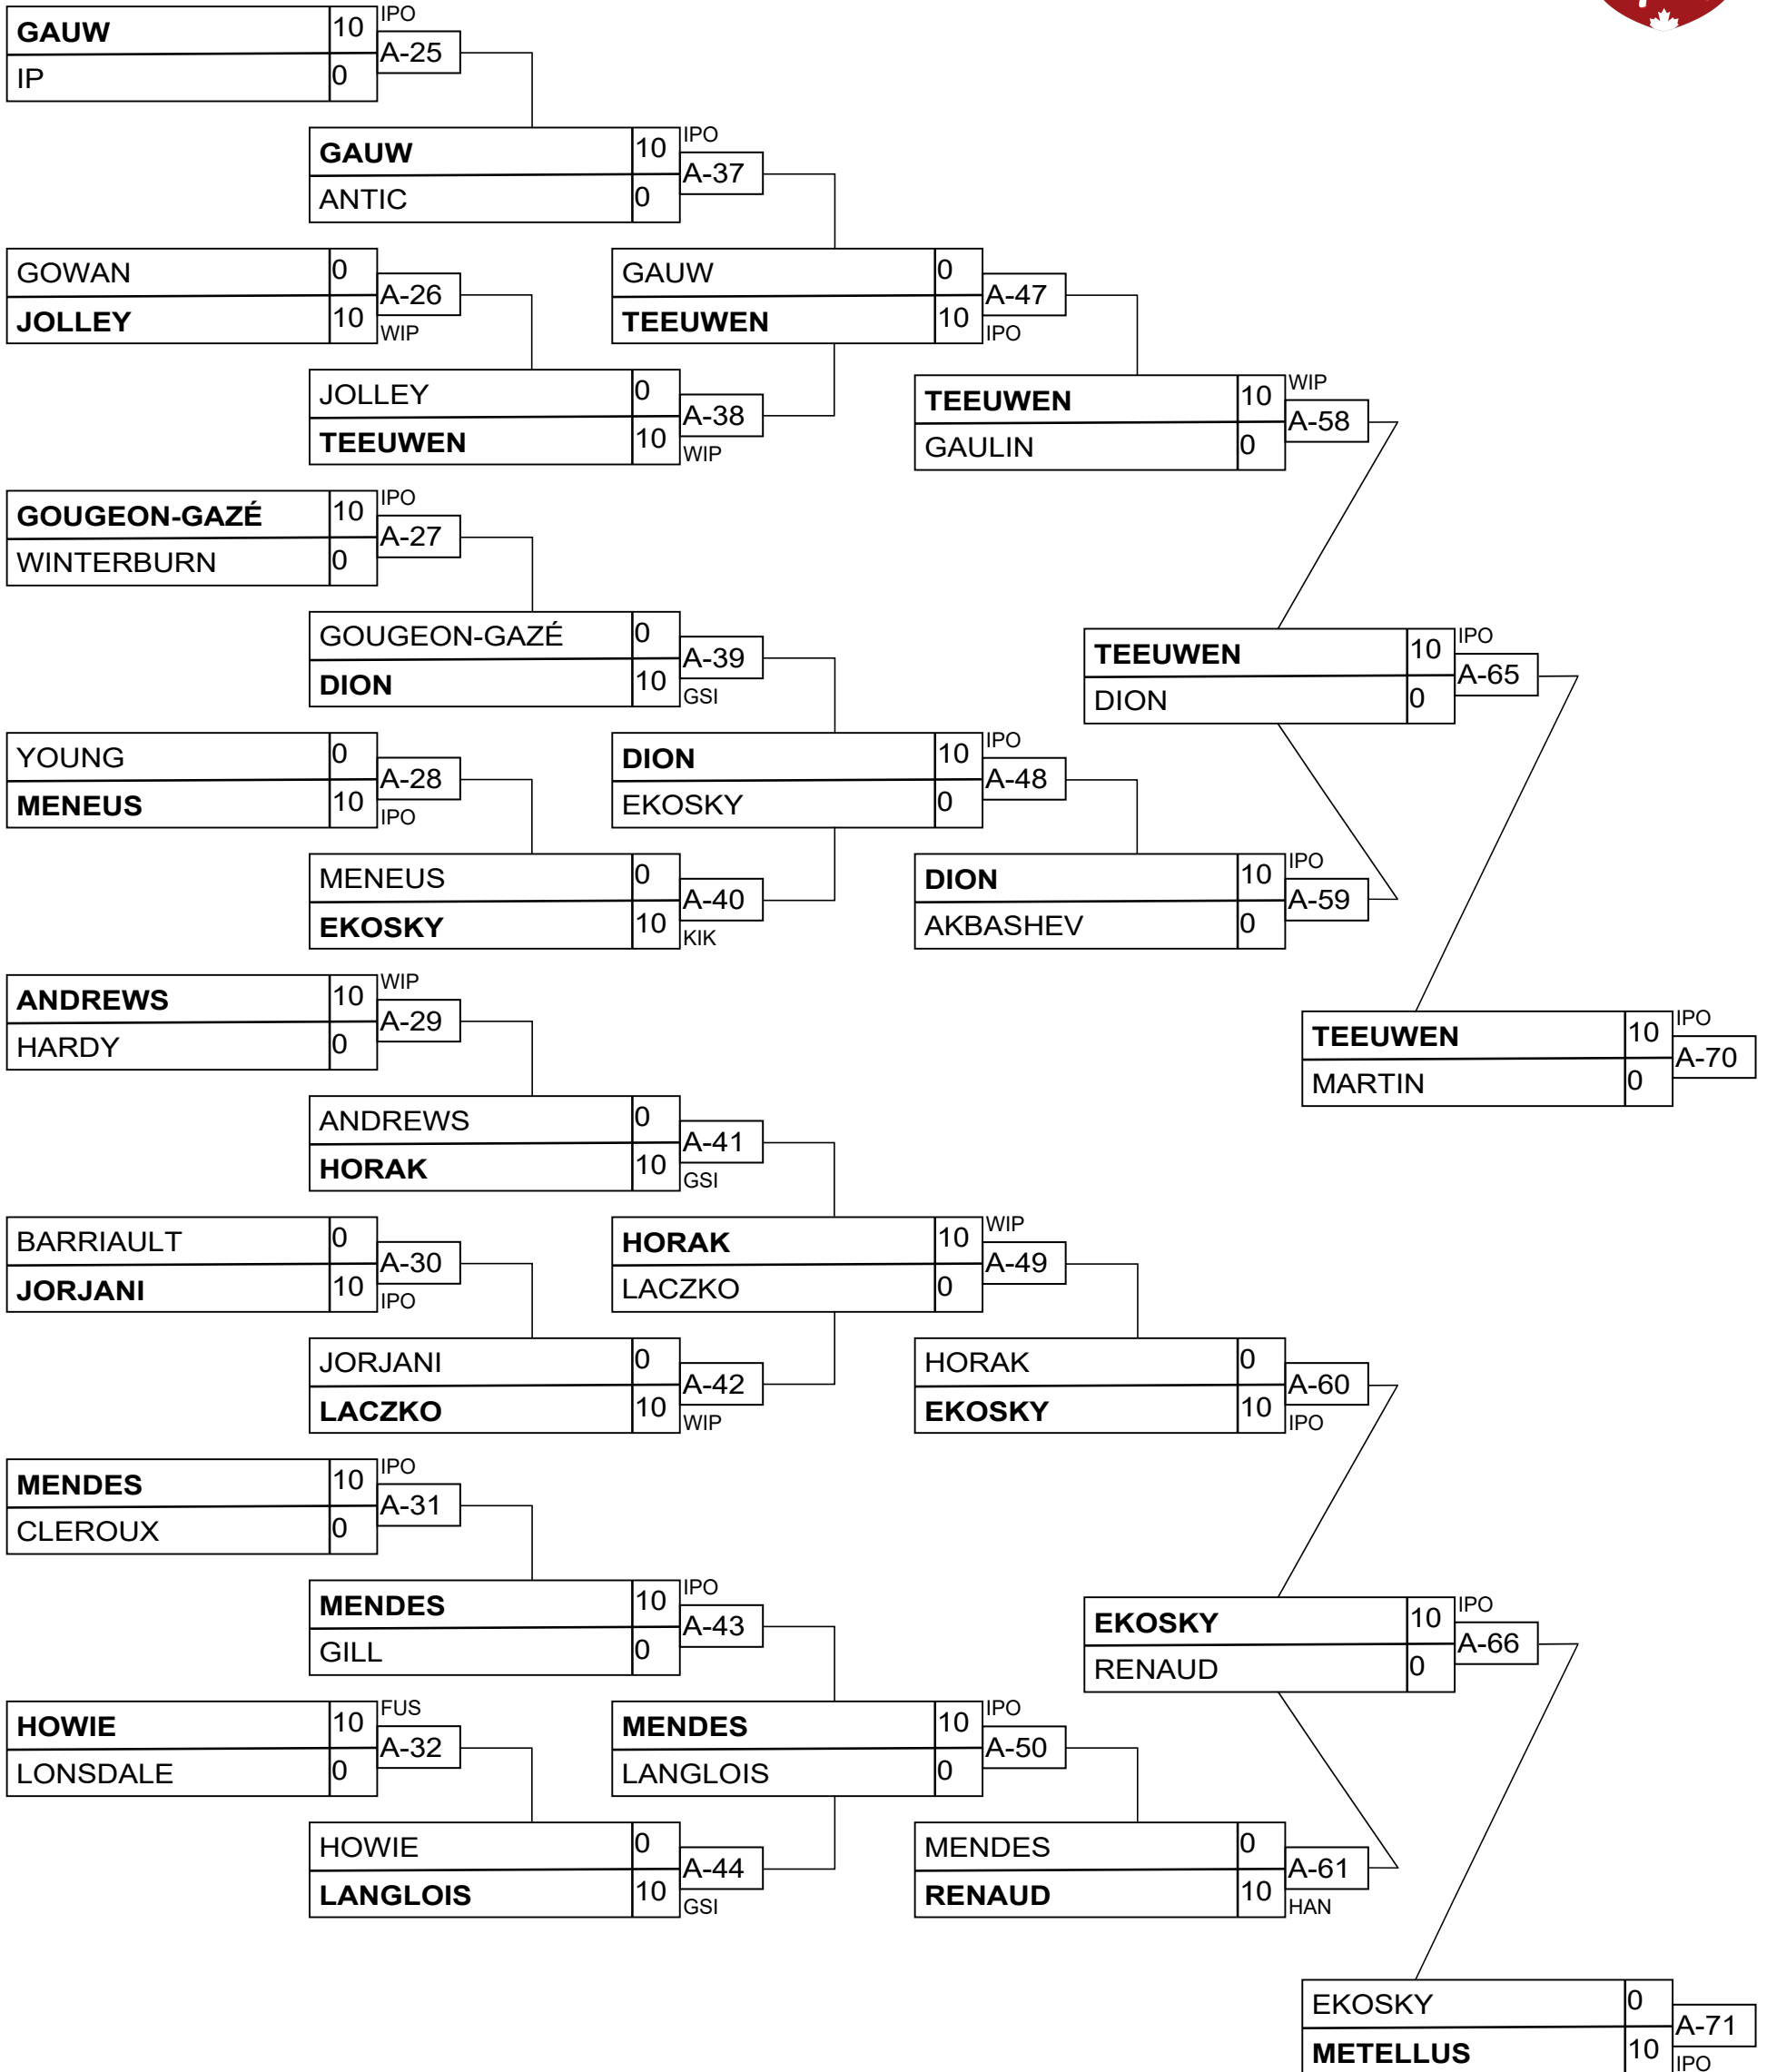 GAUW 10 IPO
A-25
IP 0
GAUW 10 IPO
A-37
ANTIC 0
GOWAN 0
A-26
JOLLEY 10 WIP
GAUW 0
A-47
TEEUWEN 10 IPO
JOLLEY 0
A-38
TEEUWEN 10 WIP
TEEUWEN 10 WIP
A-58
GAULIN 0
GOUGEON-GAZÉ 10 IPO
A-27
WINTERBURN 0
GOUGEON-GAZÉ 0
A-39
DION 10 GSI
TEEUWEN 10 IPO
A-65
DION 0
YOUNG 0
A-28
MENEUS 10 IPO
DION 10 IPO
A-48
EKOSKY 0
MENEUS 0
A-40
EKOSKY 10 KIK
DION 10 IPO
A-59
AKBASHEV 0
ANDREWS 10 WIP
A-29
HARDY 0
TEEUWEN 10 IPO
A-70
MARTIN 0
ANDREWS 0
A-41
HORAK 10 GSI
BARRIAULT 0
A-30
JORJANI 10 IPO
HORAK 10 WIP
A-49
LACZKO 0
JORJANI 0
A-42
LACZKO 10 WIP
HORAK 0
A-60
EKOSKY 10 IPO
MENDES 10 IPO
A-31
CLEROUX 0
MENDES 10 IPO
A-43
GILL 0
EKOSKY 10 IPO
A-66
RENAUD 0
HOWIE 10 FUS
A-32
LONSDALE 0
MENDES 10 IPO
A-50
LANGLOIS 0
HOWIE 0
A-44
LANGLOIS 10 GSI
MENDES 0
A-61
RENAUD 10 HAN
EKOSKY 0
A-71
METELLUS 10 IPO